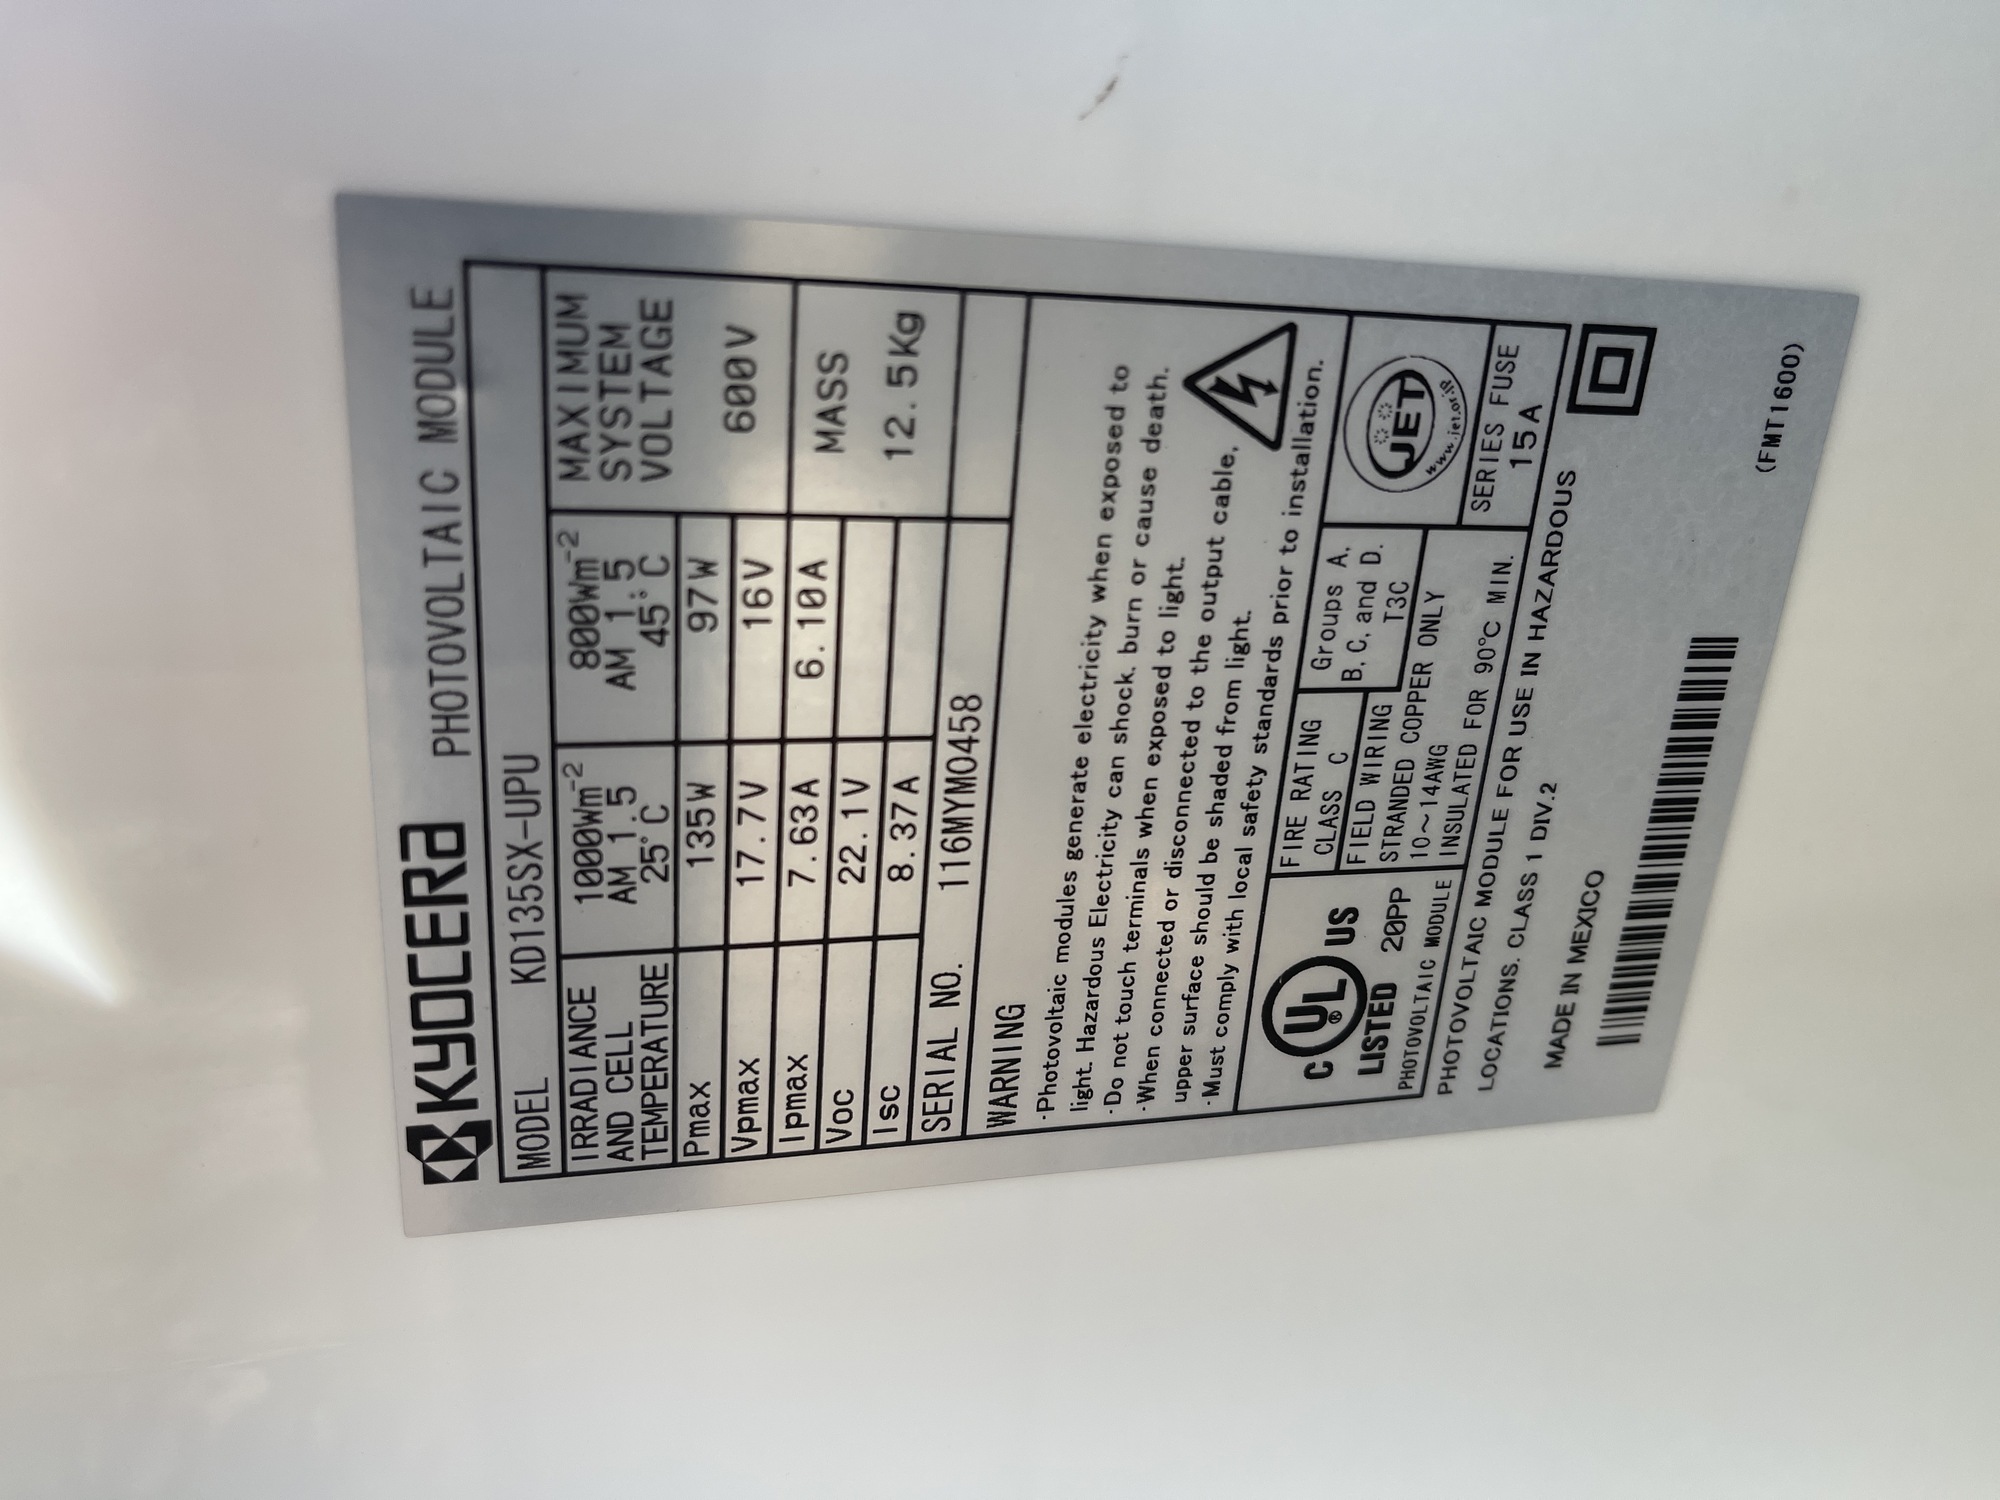 KYOCERA PHOTOVOLTAIC MODULE
MODEL KD135SX-UPU
IRRADIANCE AND CELL TEMPERATURE 1000Wm-2 AM 1.5 25°C 800Wm-2 AM 1.5 45°C MAXIMUM SYSTEM VOLTAGE
600V
Pmax 135W 97W
Vpmax 17.7V 16V
Ipmax 7.63A 6.10A
Voc 22.1V
Isc 8.37A
MASS
12.5Kg
SERIAL NO. 116MYM0458
WARNING
·Photovoltaic modules generate electricity when exposed to
light. Hazardous Electricity can shock, burn or cause death.
·Do not touch terminals when exposed to light.
·When connected or disconnected to the output cable,
upper surface should be shaded from light.
·Must comply with local safety standards prior to installation.
C UL ® US
LISTED 20PP
PHOTOVOLTAIC MODULE
FIRE RATING
CLASS C
Groups A,
B, C, and D.
T3C
FIELD WIRING
STRANDED COPPER ONLY
10~14AWG
INSULATED FOR 90℃ MIN.
JET
www.jet.or.jp
SERIES FUSE
15A
PHOTOVOLTAIC MODULE FOR USE IN HAZARDOUS
LOCATIONS. CLASS 1 DIV.2
MADE IN MEXICO
(FMT1600)